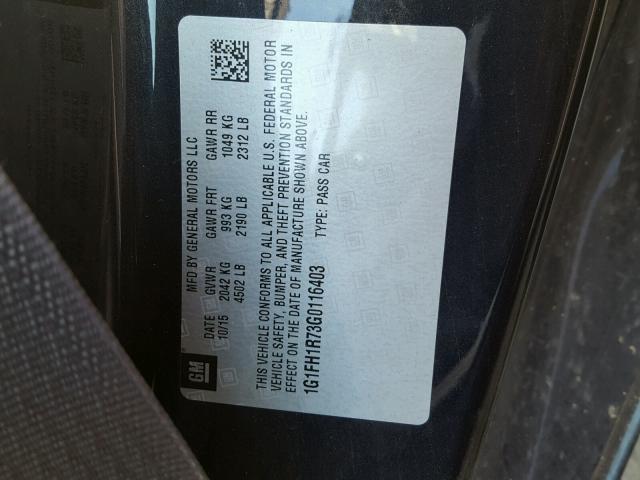 GM
MFD BY GENERAL MOTORS LLC
DATE GVWR GAWR FRT GAWR RR
10/15 2042 KG 993 KG 1049 KG
4502 LB 2190 LB 2312 LB
THIS VEHICLE CONFORMS TO ALL APPLICABLE U.S. FEDERAL MOTOR
VEHICLE SAFETY, BUMPER, AND THEFT PREVENTION STANDARDS IN
EFFECT ON THE DATE OF MANUFACTURE SHOWN ABOVE.
1G1FH1R73G0116403 TYPE: PASS CAR